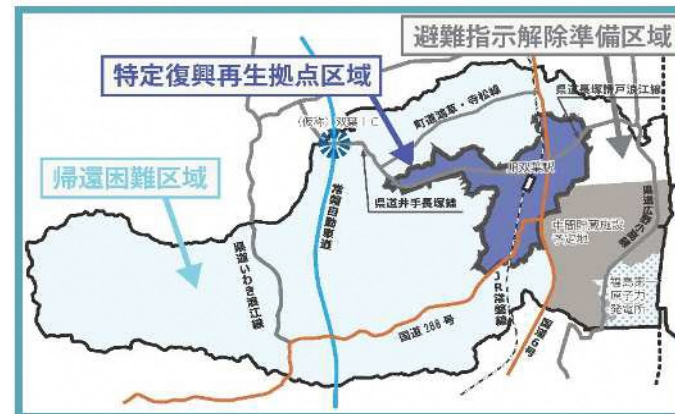 避難指示解除準備区域
特定復興再生拠点区域
県道長塚請戸浪江線
町道鴻草・寺松線
(仮称)双葉IC
JR双葉駅
帰還困難区域
県道井手長塚線
常磐自動車道
中間貯蔵施設
予定地
県道いわき浪江線
福島第一
原子力
発電所
JR常磐線
国道288号
国道6号